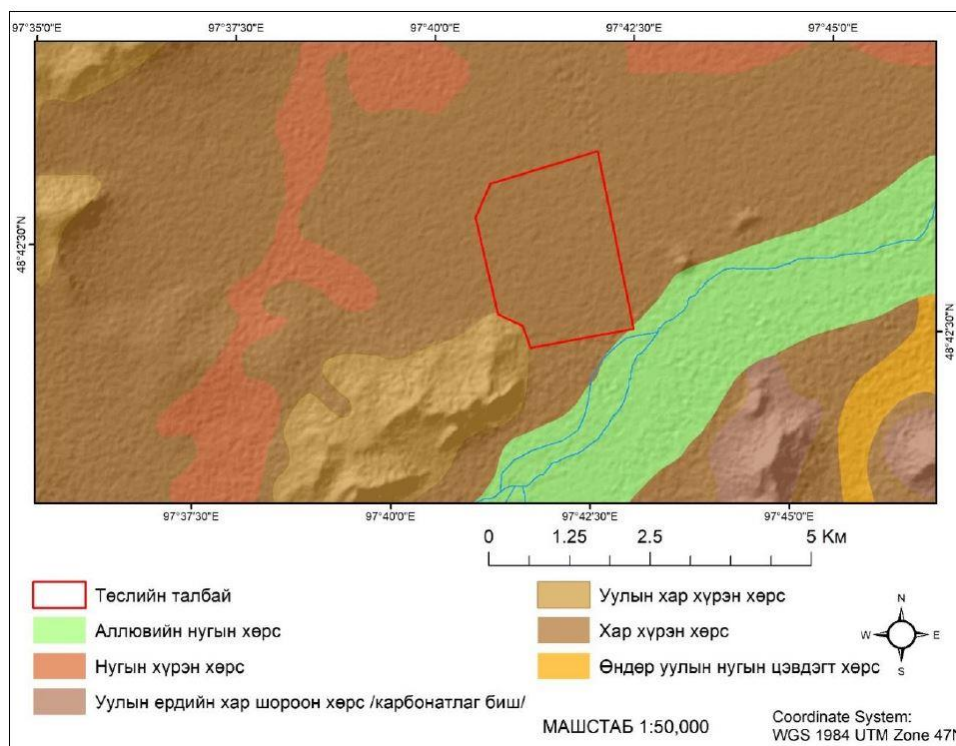 97°35'0"E 97°37'30"E 97°40'0"E 97°42'30"E 97°45'0"E
48°42'30"N
48°42'30"N
97°37'30"E 97°40'0"E 97°42'30"E 97°45'0"E
0 1.25 2.5 5 Км
Төслийн талбай
Аллювийн нугын хөрс
Нугын хүрэн хөрс
Уулын ердийн хар шороон хөрс /карбонатлаг биш/
Уулын хар хүрэн хөрс
Хар хүрэн хөрс
Өндөр уулын нугын цэвдэгт хөрс
N
W E
S
МАШСТАБ 1:50,000
Coordinate System:
WGS 1984 UTM Zone 47N